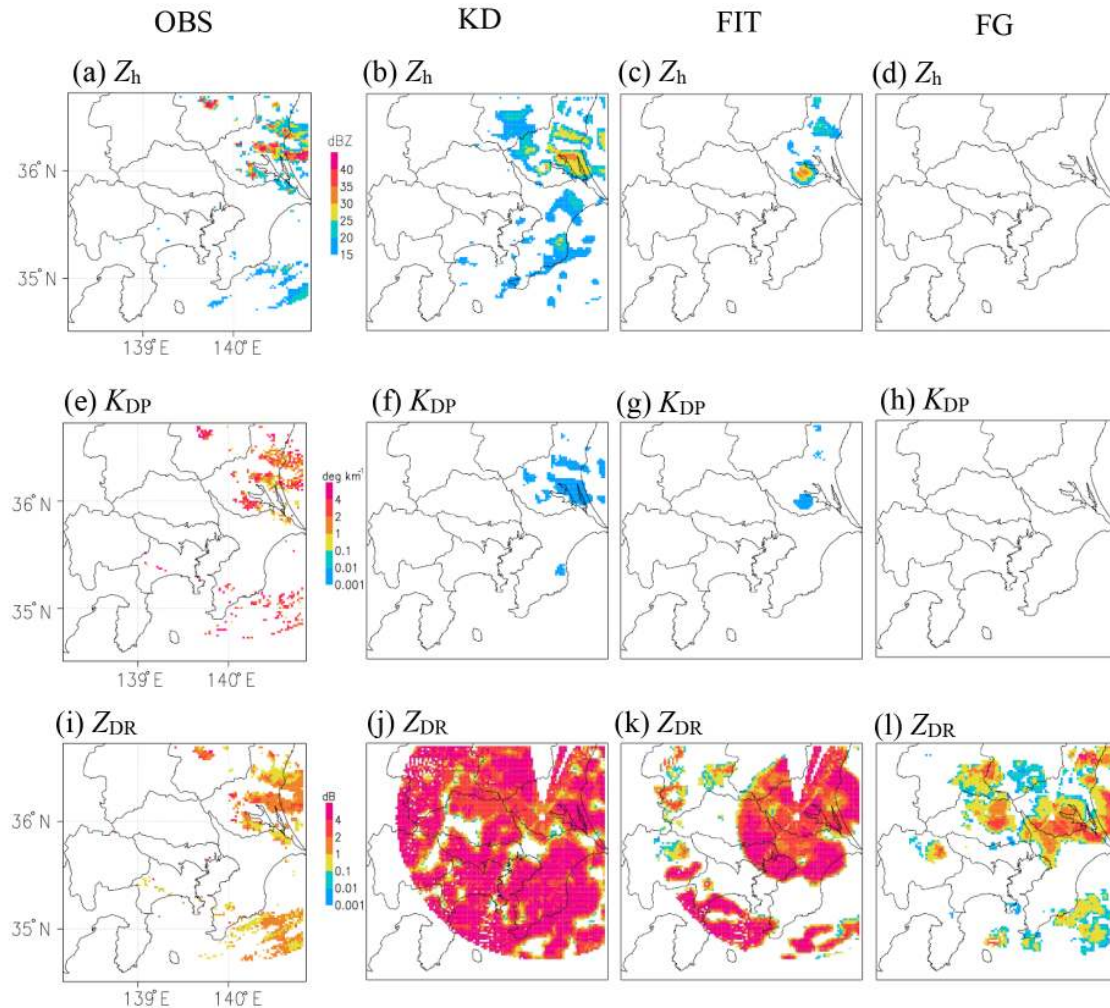 OBS KD FIT FG
(a) Zh (b) Zh (c) Zh (d) Zh
dBZ
40
35
30
25
20
15
36°N
35°N
139°E 140°E
(e) KDP (f) KDP (g) KDP (h) KDP
deg km-1
4
2
1
0.1
0.01
0.001
36°N
35°N
139°E 140°E
(i) ZDR (j) ZDR (k) ZDR (l) ZDR
dB
4
2
1
0.1
0.01
0.001
36°N
35°N
139°E 140°E